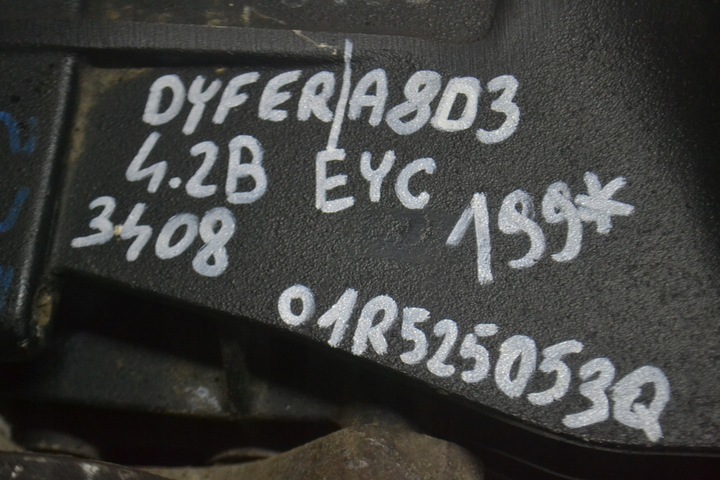 DYFER/A8D3
4.2B EYC
3408 199*
01R525053Q